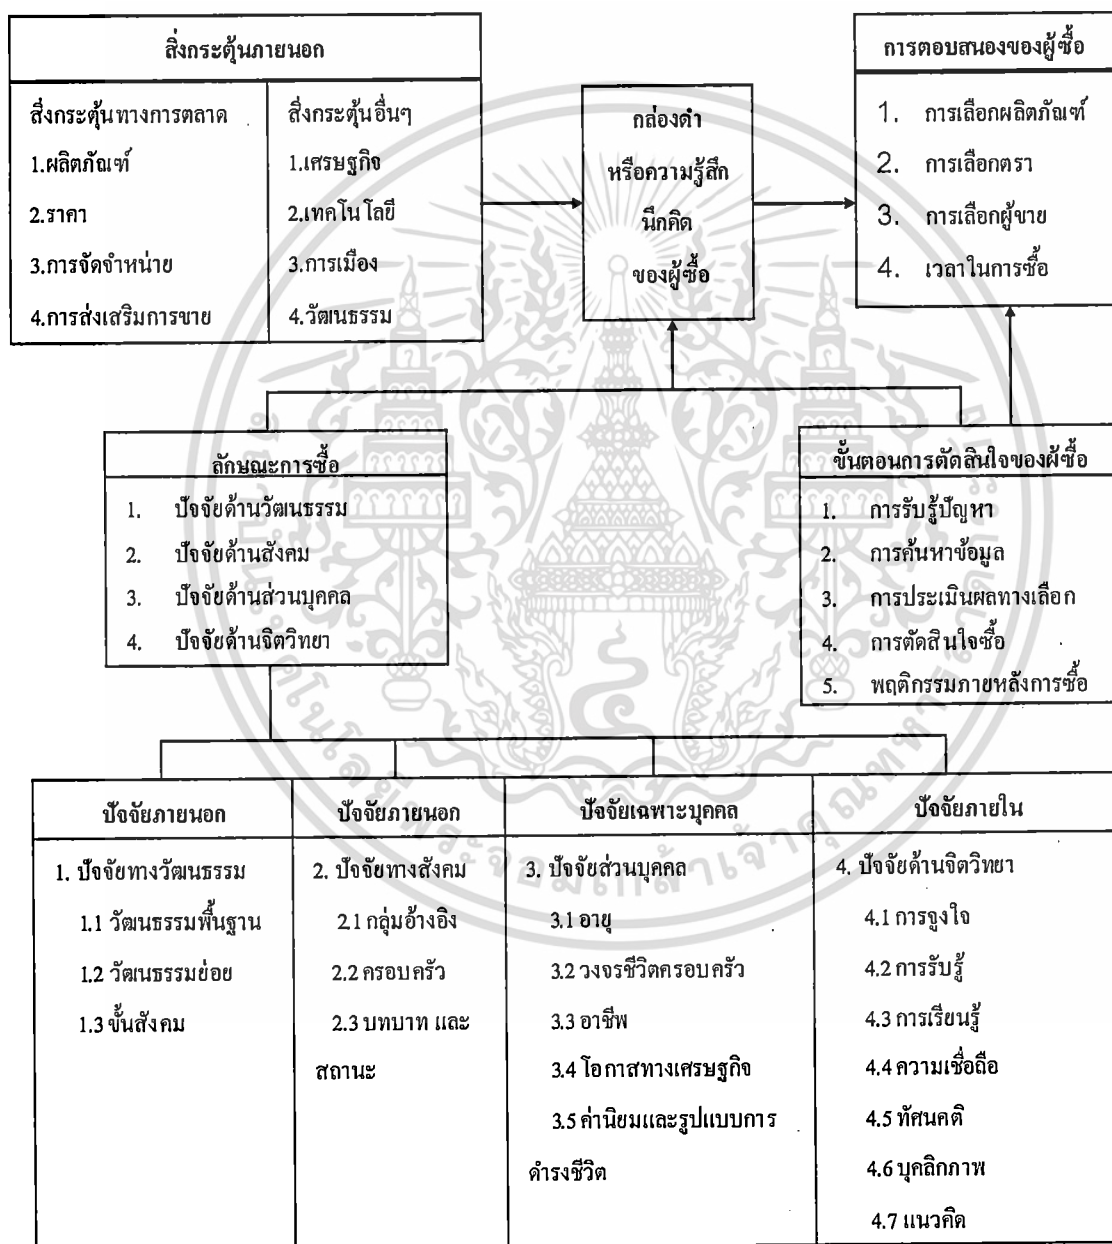 สิ่งกระตุ้นภายนอก
สิ่งกระตุ้นทางการตลาด
1.ผลิตภัณฑ์
2.ราคา
3.การจัดจำหน่าย
4.การส่งเสริมการขาย
สิ่งกระตุ้นอื่นๆ
1.เศรษฐกิจ
2.เทคโนโลยี
3.การเมือง
4.วัฒนธรรม
กล่องดำ
หรือความรู้สึก
นึกคิด
ของผู้ซื้อ
การตอบสนองของผู้ซื้อ
1. การเลือกผลิตภัณฑ์
2. การเลือกตรา
3. การเลือกผู้ขาย
4. เวลาในการซื้อ
ลักษณะการซื้อ
1. ปัจจัยด้านวัฒนธรรม
2. ปัจจัยด้านสังคม
3. ปัจจัยด้านส่วนบุคคล
4. ปัจจัยด้านจิตวิทยา
ขั้นตอนการตัดสินใจของผู้ซื้อ
1. การรับรู้ปัญหา
2. การค้นหาข้อมูล
3. การประเมินผลทางเลือก
4. การตัดสินใจซื้อ
5. พฤติกรรมภายหลังการซื้อ
ปัจจัยภายนอก
1. ปัจจัยทางวัฒนธรรม
1.1 วัฒนธรรมพื้นฐาน
1.2 วัฒนธรรมย่อย
1.3 ขั้นสังคม
ปัจจัยภายนอก
2. ปัจจัยทางสังคม
2.1 กลุ่มอ้างอิง
2.2 ครอบครัว
2.3 บทบาท และ
สถานะ
ปัจจัยเฉพาะบุคคล
3. ปัจจัยส่วนบุคคล
3.1 อายุ
3.2 วงจรชีวิตครอบครัว
3.3 อาชีพ
3.4 โอกาสทางเศรษฐกิจ
3.5 ค่านิยมและรูปแบบการ
ดำรงชีวิต
ปัจจัยภายใน
4. ปัจจัยด้านจิตวิทยา
4.1 การจูงใจ
4.2 การรับรู้
4.3 การเรียนรู้
4.4 ความเชื่อถือ
4.5 ทัศนคติ
4.6 บุคลิกภาพ
4.7 แนวคิด